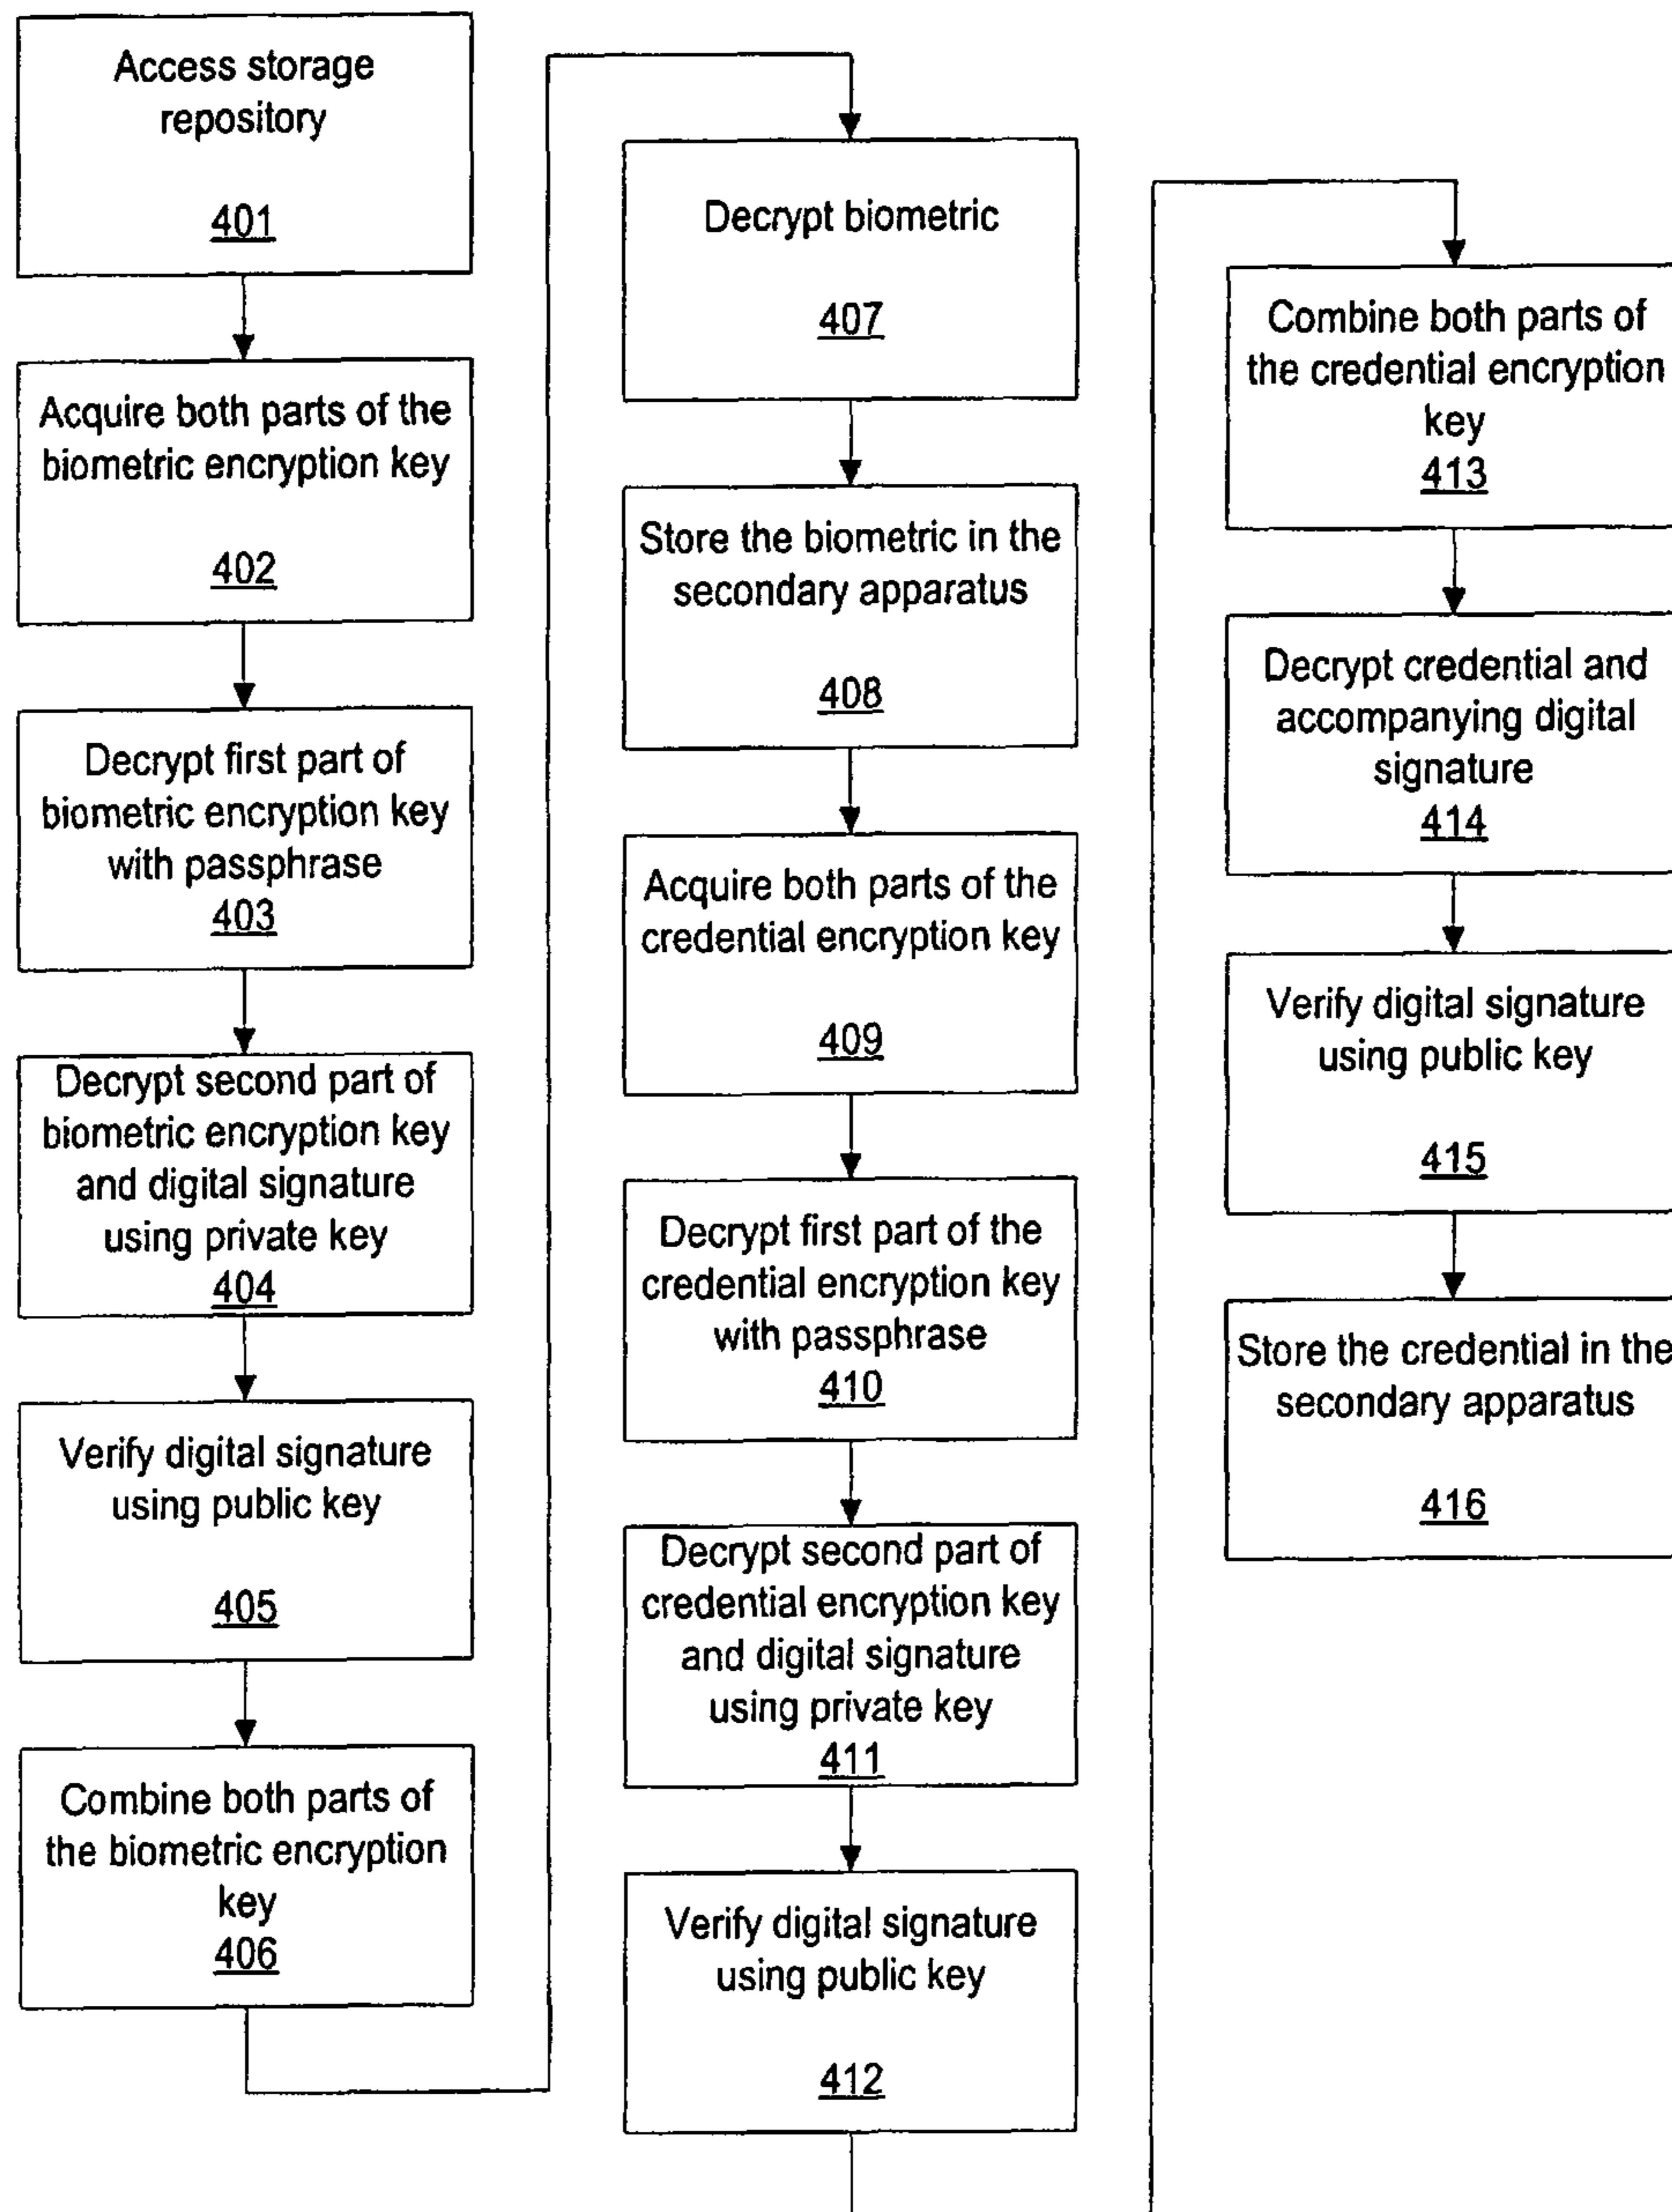 Access storage
repository
401
Acquire both parts of the
biometric encryption key
402
Decrypt first part of
biometric encryption key
with passphrase
403
Decrypt second part of
biometric encryption key
and digital signature
using private key
404
Verify digital signature
using public key
405
Combine both parts of
the biometric encryption
key
406
Decrypt biometric
407
Store the biometric in the
secondary apparatus
408
Acquire both parts of the
credential encryption key
409
Decrypt first part of the
credential encryption key
with passphrase
410
Decrypt second part of
credential encryption key
and digital signature
using private key
411
Verify digital signature
using public key
412
Combine both parts of
the credential encryption
key
413
Decrypt credential and
accompanying digital
signature
414
Verify digital signature
using public key
415
Store the credential in the
secondary apparatus
416